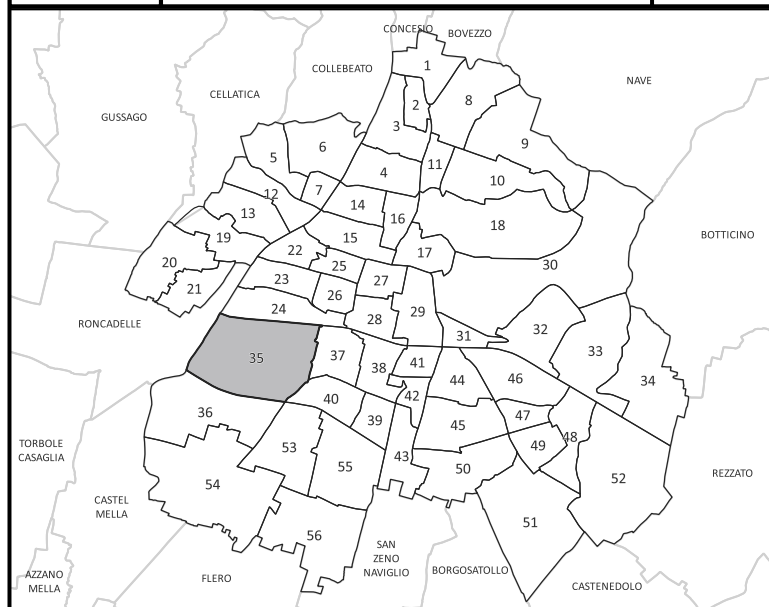 CONCESIO
BOVEZZO
1
COLLEBEATO
NAVE
CELLATICA
2
8
GUSSAGO
3
9
6
5
11
4
10
7
12
14
13
16
18
BOTTICINO
19
15
22
17
20
25
30
23
27
21
26
24
29
28
RONCADELLE
31
32
33
35
37
41
38
46
34
44
42
40
36
39
47
45
48
TORBOLE
CASAGLIA
53
49
43
55
50
REZZATO
52
54
CASTEL
MELLA
51
56
SAN
ZENO
NAVIGLIO
AZZANO
MELLA
FLERO
BORGOSATOLLO
CASTENEDOLO